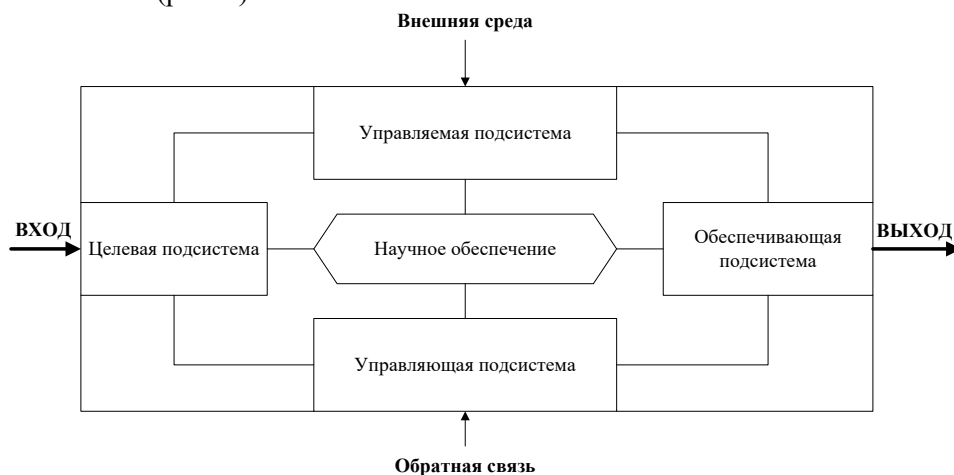 Внешняя среда
Управляемая подсистема
ВХОД
Целевая подсистема
Научное обеспечение
Обеспечивающая
подсистема
ВЫХОД
Управляющая подсистема
Обратная связь